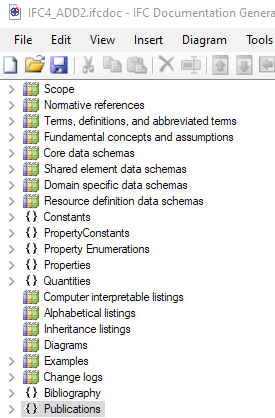 IFC4_ADD2.ifcdoc - IFC Documentation Genera
File Edit View Insert Diagram Tools
Scope
Normative references
Terms, definitions, and abbreviated terms
Fundamental concepts and assumptions
Core data schemas
Shared element data schemas
Domain specific data schemas
Resource definition data schemas
{} Constants
{} PropertyConstants
{} Property Enumerations
{} Properties
{} Quantities
Computer interpretable listings
Alphabetical listings
Inheritance listings
Diagrams
Examples
Change logs
{} Bibliography
{} Publications